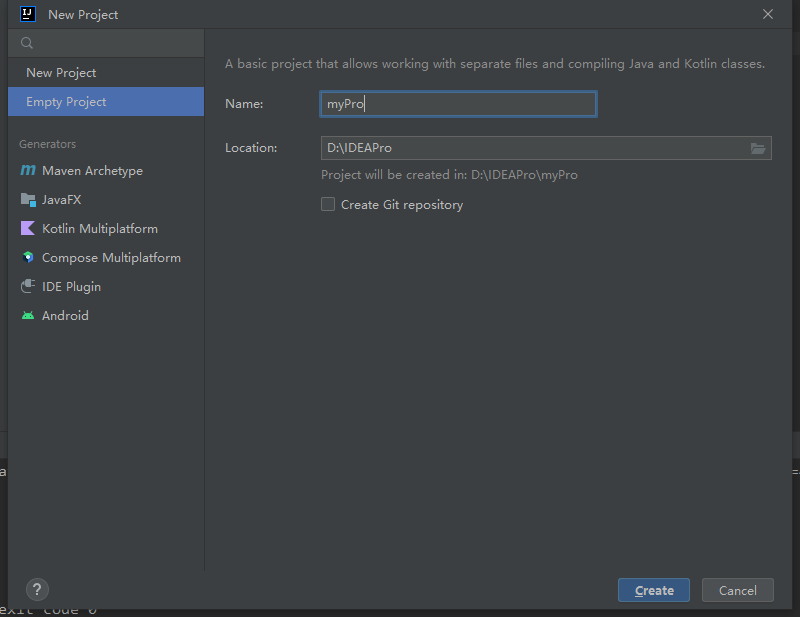 New Project
New Project
Empty Project
Generators
Maven Archetype
JavaFX
Kotlin Multiplatform
Compose Multiplatform
IDE Plugin
Android
A basic project that allows working with separate files and compiling Java and Kotlin classes.
Name:
myPro
Location:
D:\IDEAPro
Project will be created in: D:\IDEAPro\myPro
Create Git repository
?
Create
Cancel
exit code 0